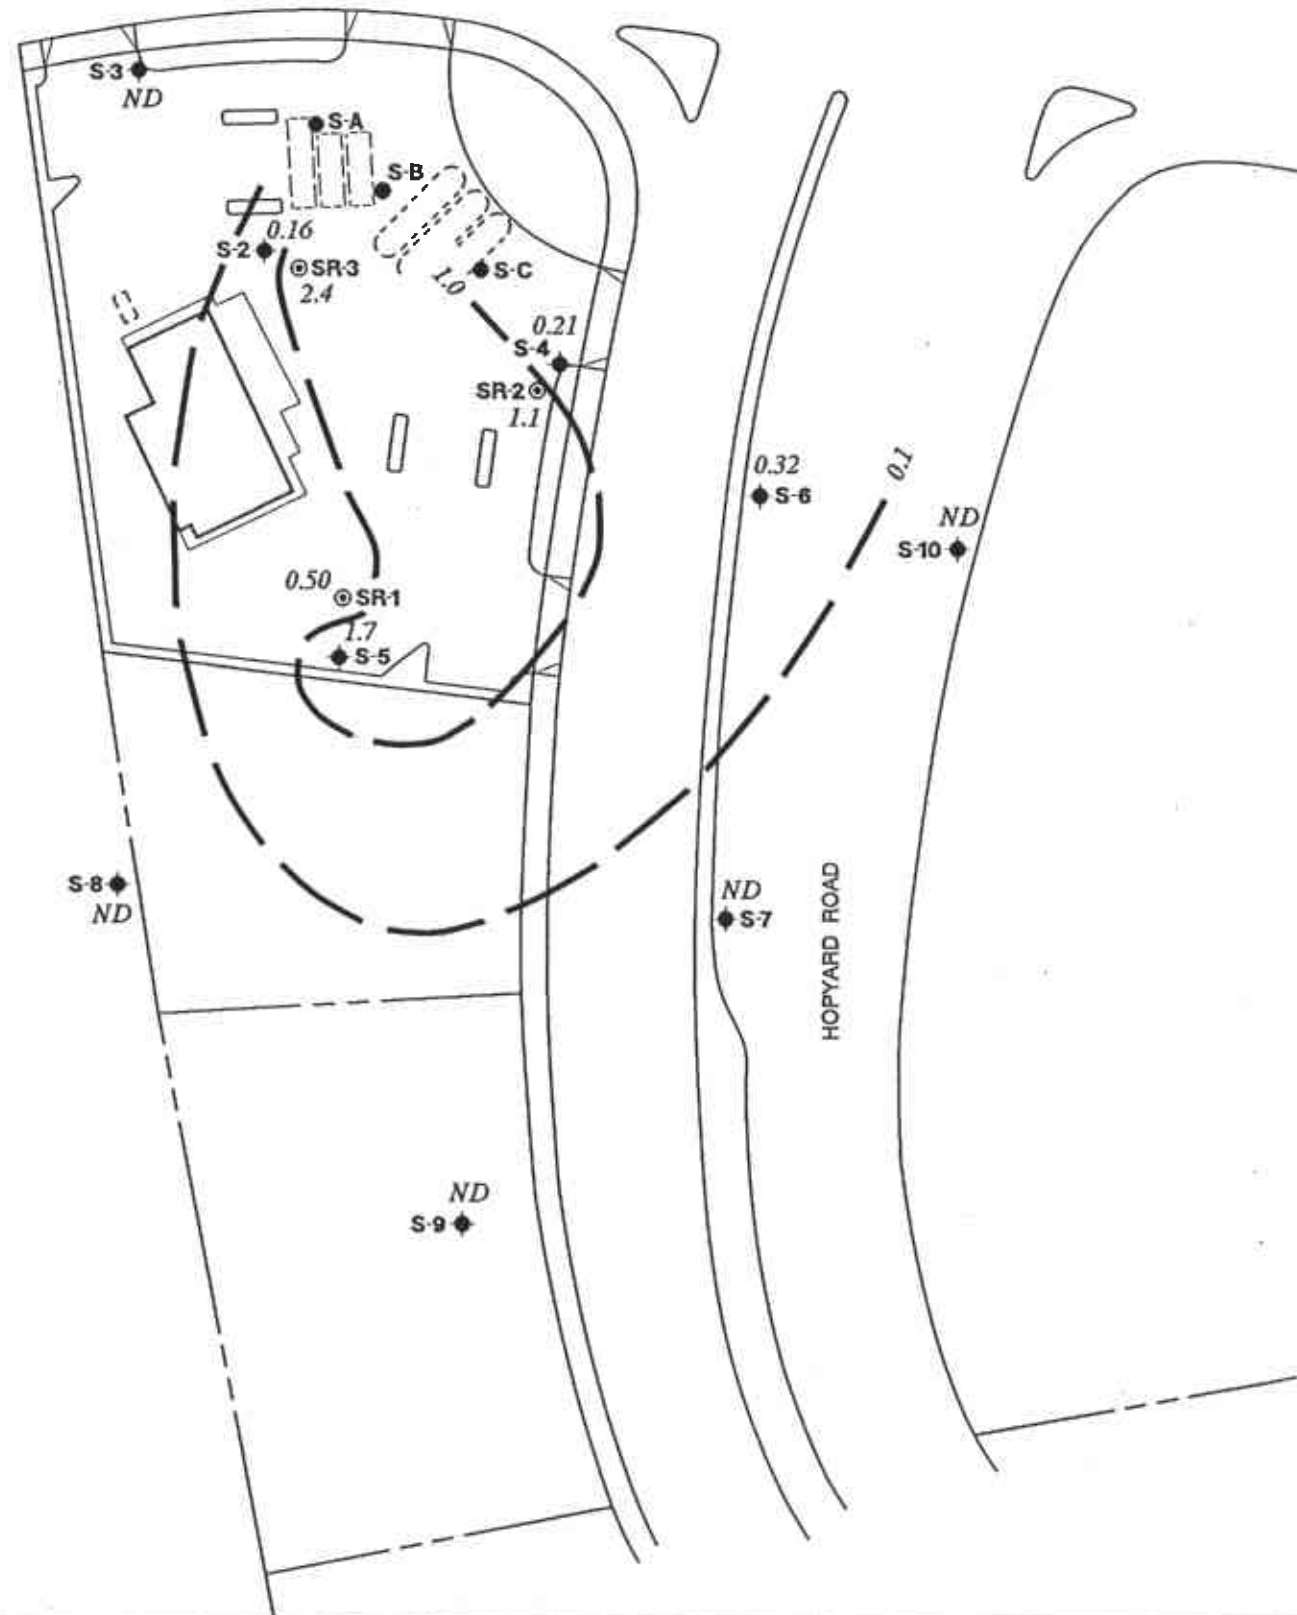 S-3
ND
S-A
S-B
0.16
S-2
SR-3
2.4
S-C
1.0
0.21
S-4
SR-2
1.1
0.1
0.32
S-6
ND
S-10
0.50
SR-1
1.7
S-5
S-8
ND
ND
S-7
HOPYARD ROAD
ND
S-9